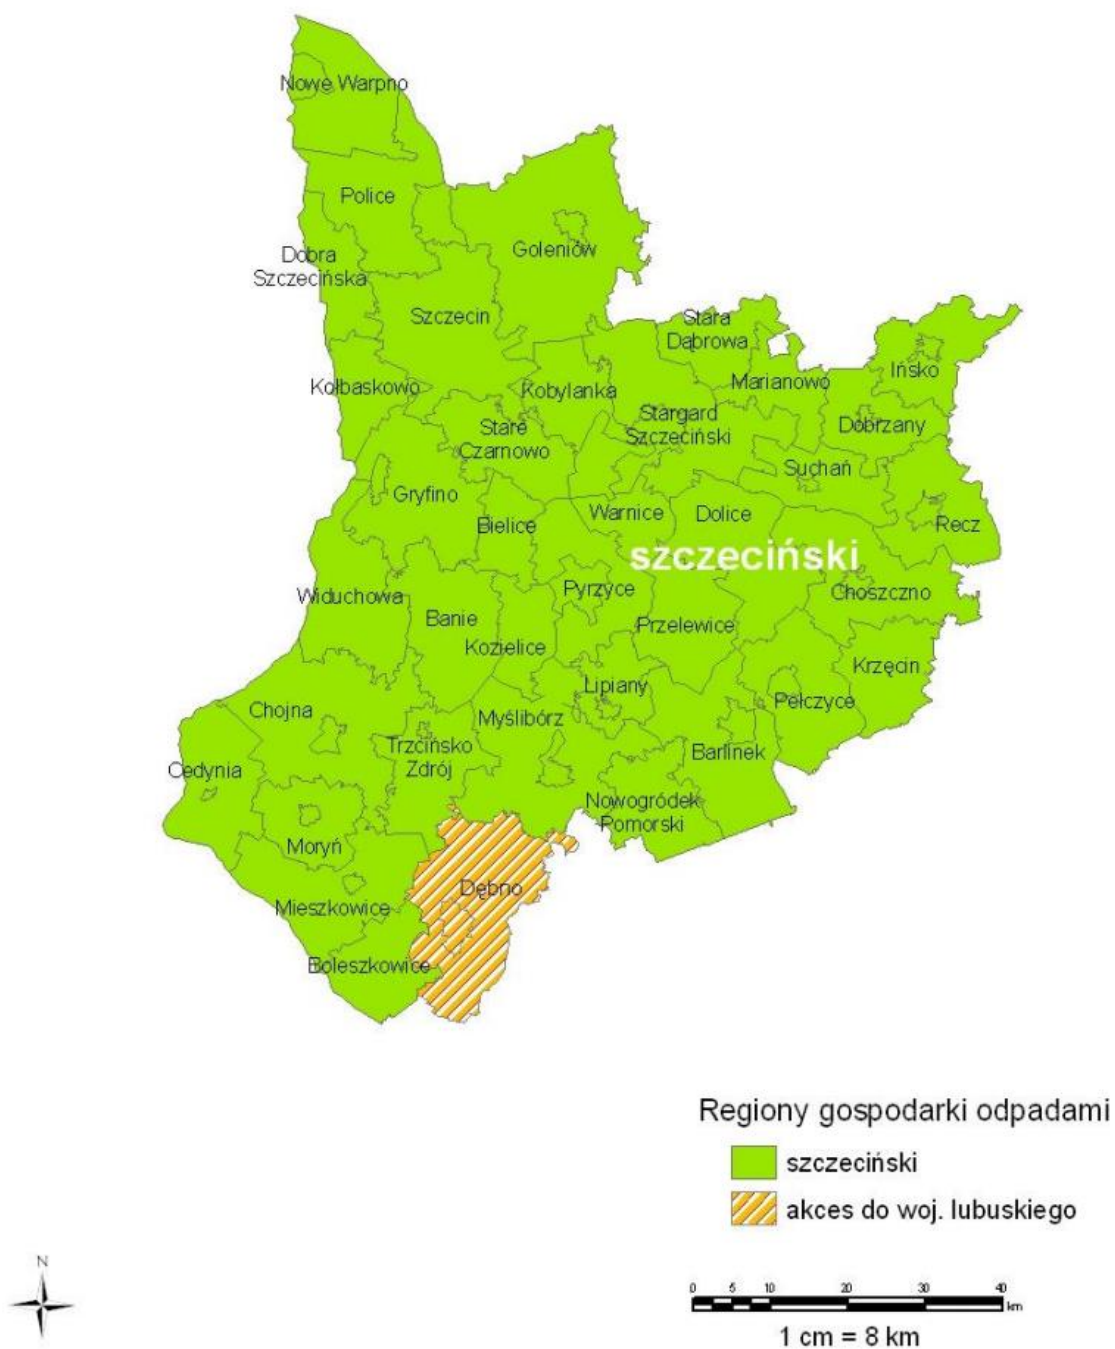 Nowe Warpno
Police
Goleniów
Dobra
Szczecińska
Szczecin
Stara
Dąbrowa
Ińsko
Kołbaskowo
Kobylanka
Marianowo
Stargard
Szczeciński
Dobrzany
Stare
Czarnowo
Suchań
Gryfino
Bielice
Warnice
Dolice
Recz
szczeciński
Widuchowa
Pyrzyce
Choszczno
Banie
Kozielice
Przelewice
Krzęcin
Lipiany
Pełczyce
Chojna
Myślibórz
Trzcińsko
Zdrój
Barlinek
Cedynia
Nowogródek
Pomorski
Moryń
Dębno
Mieszkowice
Boleszkowice
Regiony gospodarki odpadami
szczeciński
akces do woj. lubuskiego
N
0 5 10 20 30 40
km
1 cm = 8 km